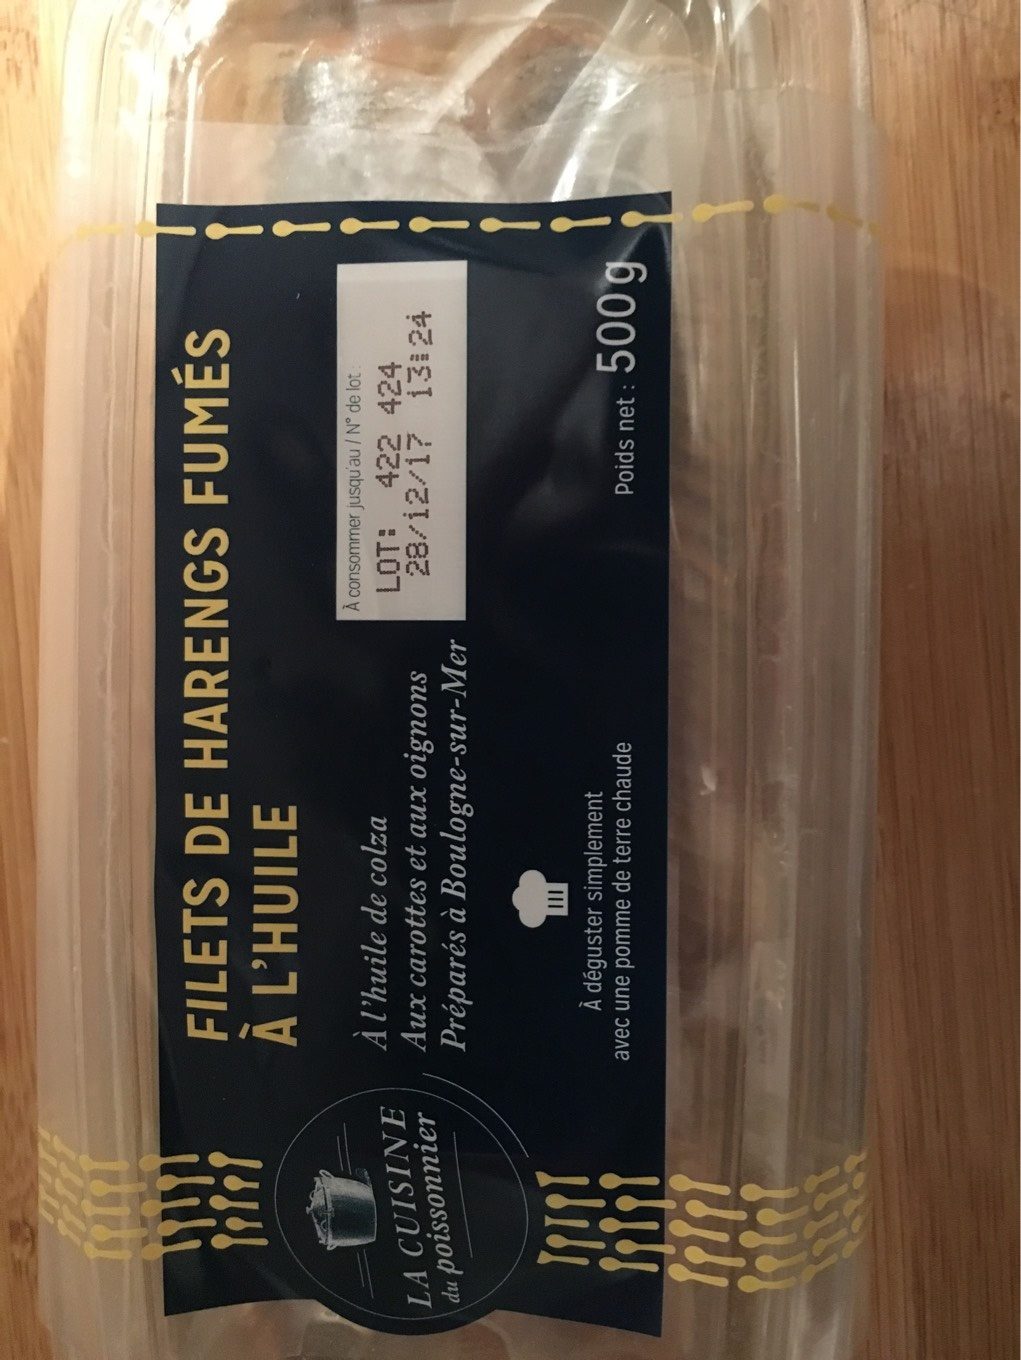 FILETS DE HARENGS FUMÉS
À L'HUILE
À l'huile de colza
Aux carottes et aux oignons
Préparés à Boulogne-sur-Mer
À consommer jusqu'au / N° de lot :
LOT: 422 424
28/12/17 13:24
LA CUISINE
du poissonnier
À déguster simplement
avec une pomme de terre chaude
Poids net : 500 g